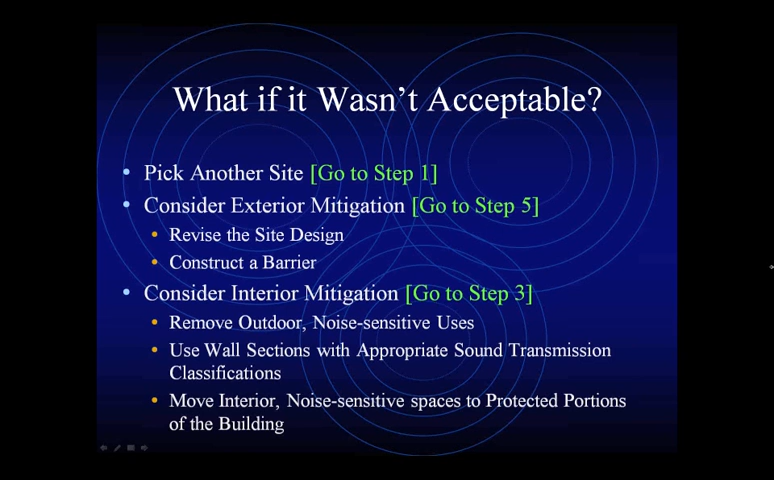 What if it Wasn't Acceptable?
• Pick Another Site [Go to Step 1]
• Consider Exterior Mitigation [Go to Step 5]
• Revise the Site Design
• Construct a Barrier
• Consider Interior Mitigation [Go to Step 3]
• Remove Outdoor, Noise-sensitive Uses
• Use Wall Sections with Appropriate Sound Transmission
Classifications
• Move Interior, Noise-sensitive spaces to Protected Portions
of the Building